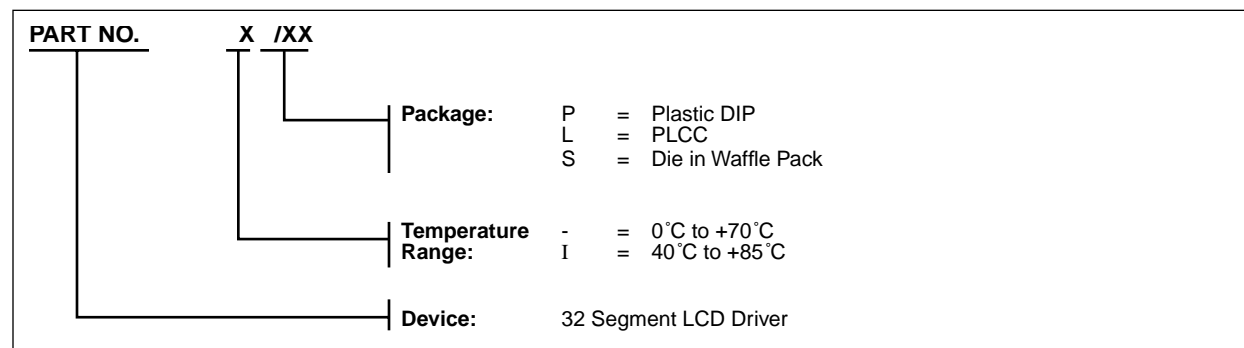 PART NO. X /XX
Package: P = Plastic DIP
L = PLCC
S = Die in Waffle Pack
Temperature - = 0˚C to +70˚C
Range: I = 40˚C to +85˚C
Device: 32 Segment LCD Driver